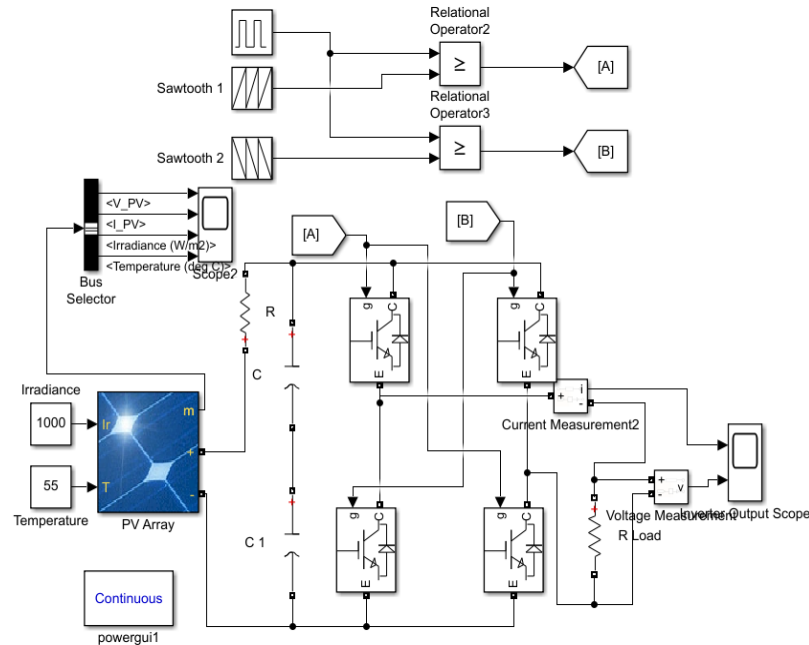 Relational
Operator2
≥
[A]
Sawtooth 1
Relational
Operator3
≥
[B]
Sawtooth 2
<V_PV>
<I_PV>
<Irradiance (W/m2)>
<Temperature (deg C)>
Scope2
Bus
Selector
[A]
[B]
R
+
C
+
g
C
E
g
C
E
Irradiance
1000
Ir
m
+
-
T
55
Temperature
PV Array
+
i
-
Current Measurement2
+
-
v
Voltage Measurement
Inverter Output Scope
+
R Load
C 1
+
g
C
E
g
C
E
Continuous
powergui1